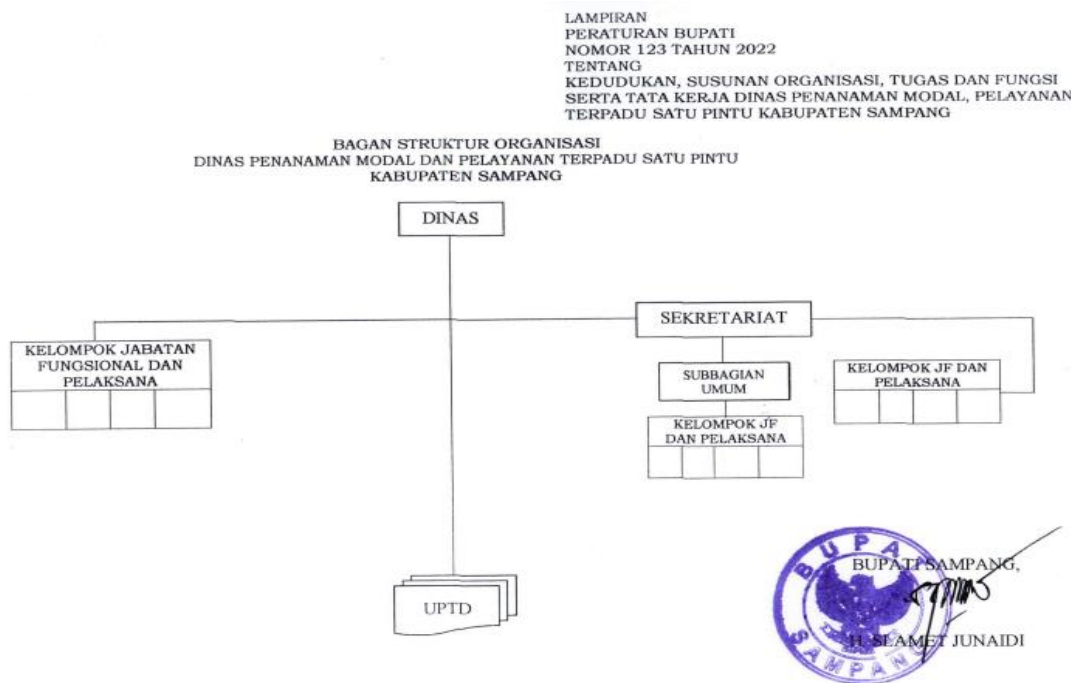 LAMPIRAN
PERATURAN BUPATI
NOMOR 123 TAHUN 2022
TENTANG
KEDUDUKAN, SUSUNAN ORGANISASI, TUGAS DAN FUNGSI
SERTA TATA KERJA DINAS PENANAMAN MODAL, PELAYANAN
TERPADU SATU PINTU KABUPATEN SAMPANG
BAGAN STRUKTUR ORGANISASI
DINAS PENANAMAN MODAL DAN PELAYANAN TERPADU SATU PINTU
KABUPATEN SAMPANG
DINAS
SEKRETARIAT
KELOMPOK JABATAN
FUNGSIONAL DAN
PELAKSANA
SUBBAGIAN
UMUM
KELOMPOK JF DAN
PELAKSANA
KELOMPOK JF
DAN PELAKSANA
UPTD
BUPATI SAMPANG,
H. SLAMET JUNAIDI
BUPATI
SAMPANG